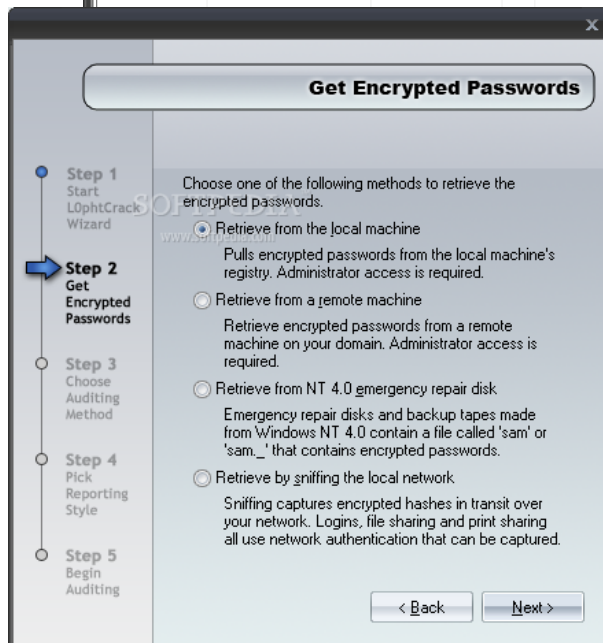 x
Get Encrypted Passwords
Step 1
Start
L0phtCrack
Wizard
Step 2
Get
Encrypted
Passwords
Step 3
Choose
Auditing
Method
Step 4
Pick
Reporting
Style
Step 5
Begin
Auditing
SOFTPEDIA
www.softpedia.com
Choose one of the following methods to retrieve the
encrypted passwords.
Retrieve from the local machine
Pulls encrypted passwords from the local machine's
registry. Administrator access is required.
Retrieve from a remote machine
Retrieve encrypted passwords from a remote
machine on your domain. Administrator access is
required.
Retrieve from NT 4.0 emergency repair disk
Emergency repair disks and backup tapes made
from Windows NT 4.0 contain a file called 'sam' or
'sam._' that contains encrypted passwords.
Retrieve by sniffing the local network
Sniffing captures encrypted hashes in transit over
your network. Logins, file sharing and print sharing
all use network authentication that can be captured.
< Back
Next >